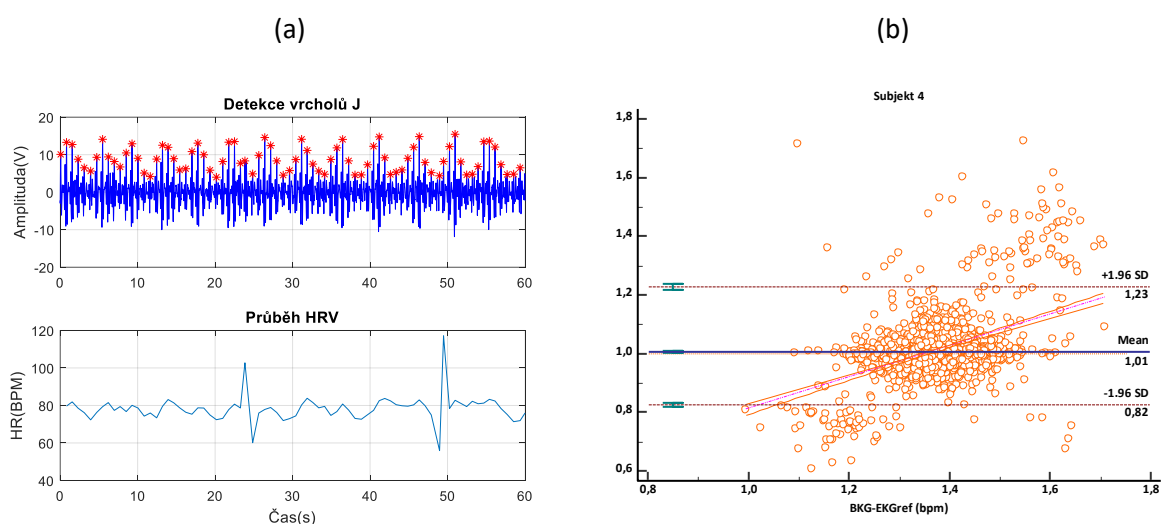 (a)
Detekce vrcholů J
Amplituda(V)
20
10
0
-10
-20
0 10 20 30 40 50 60
Průběh HRV
HR(BPM)
120
100
80
60
40
0 10 20 30 40 50 60
Čas(s)
(b)
Subjekt 4
1,8
1,6
1,4
1,2
1,0
0,8
0,6
+1.96 SD
1,23
Mean
1,01
-1.96 SD
0,82
0,8 1,0 1,2 1,4 1,6 1,8
BKG-EKGref (bpm)